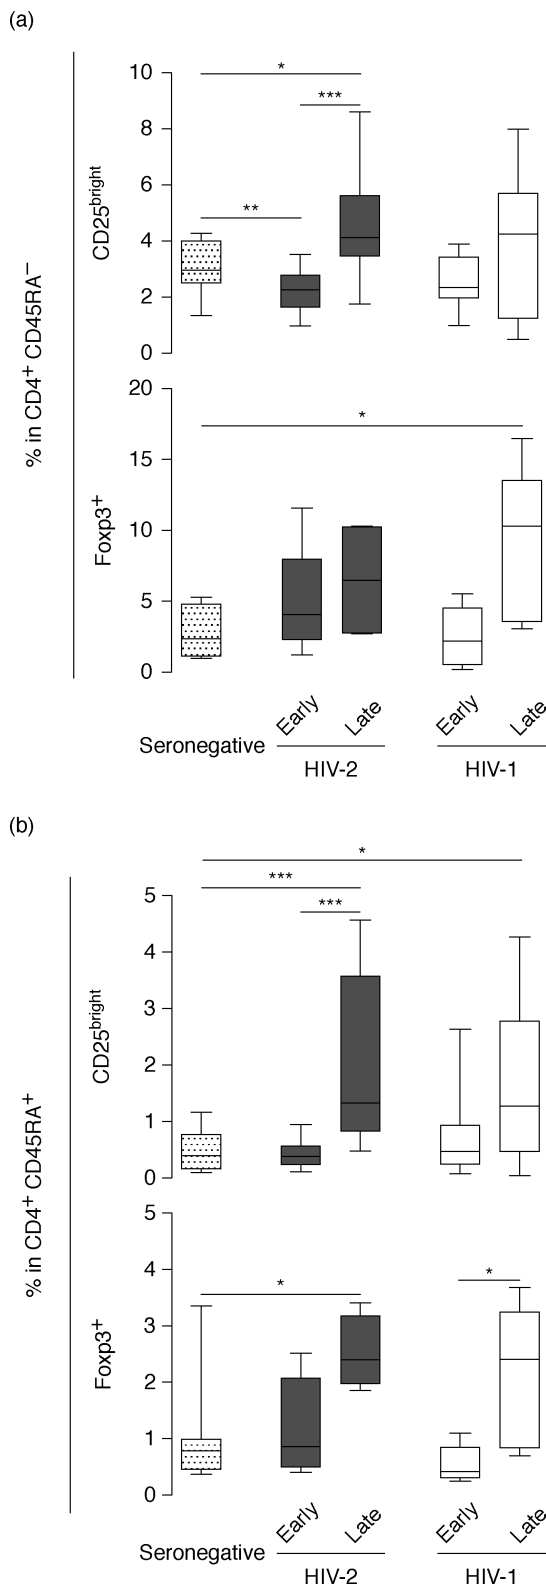 (a)
% in CD4+ CD45RA−
CD25bright
10
8
6
4
2
0
*
***
**
Foxp3+
20
15
10
5
0
*
Seronegative
Early
Late
HIV-2
Early
Late
HIV-1
(b)
% in CD4+ CD45RA+
CD25bright
5
4
3
2
1
0
*
***
***
Foxp3+
5
4
3
2
1
0
*
*
Seronegative
Early
Late
HIV-2
Early
Late
HIV-1